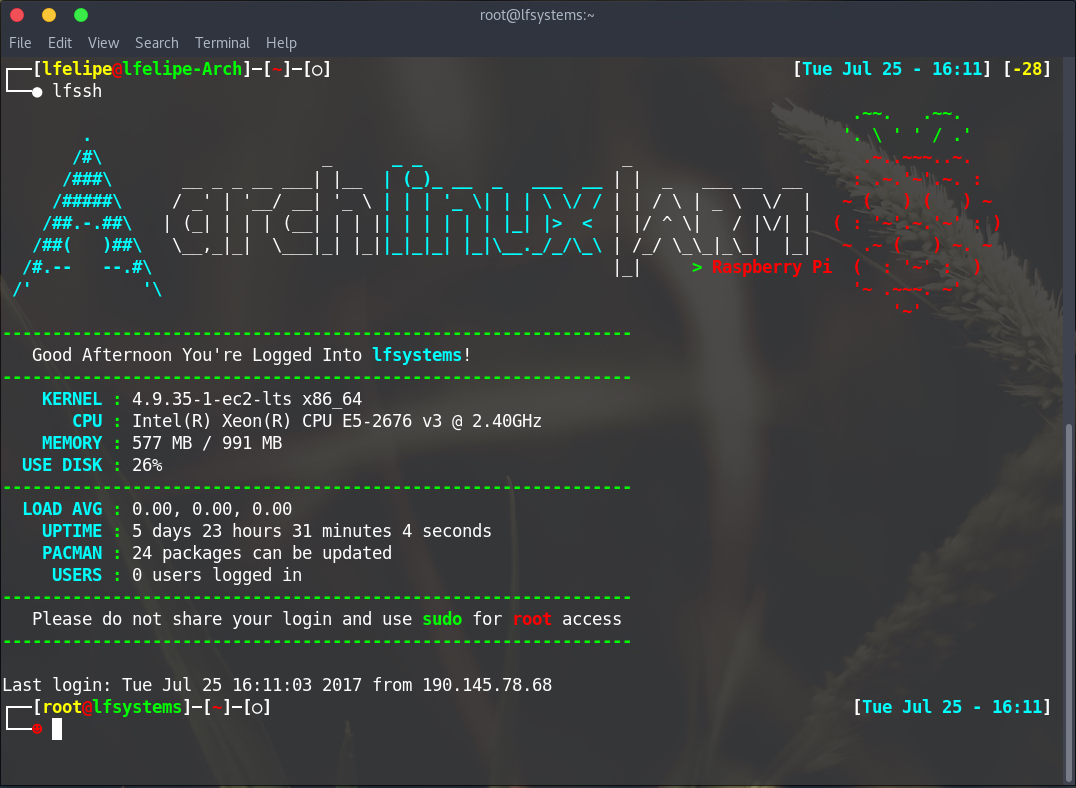 root@lfsystems:~
File Edit View Search Terminal Help
┌──[lfelipe@lfelipe-Arch]─[~]─[○] [Tue Jul 25 - 16:11] [-28]
└──● lfssh
archlinux | ARM
> Raspberry Pi
---------------------------------------------------------------
Good Afternoon You're Logged Into lfsystems!
---------------------------------------------------------------
KERNEL : 4.9.35-1-ec2-lts x86_64
CPU : Intel(R) Xeon(R) CPU E5-2676 v3 @ 2.40GHz
MEMORY : 577 MB / 991 MB
USE DISK : 26%
---------------------------------------------------------------
LOAD AVG : 0.00, 0.00, 0.00
UPTIME : 5 days 23 hours 31 minutes 4 seconds
PACMAN : 24 packages can be updated
USERS : 0 users logged in
---------------------------------------------------------------
Please do not share your login and use sudo for root access
---------------------------------------------------------------
Last login: Tue Jul 25 16:11:03 2017 from 190.145.78.68
┌──[root@lfsystems]─[~]─[○] [Tue Jul 25 - 16:11]
└──●